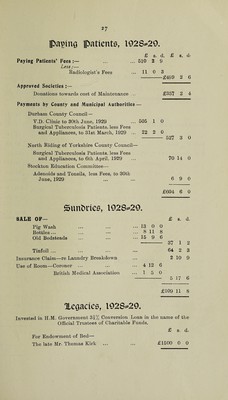 27
Paying Patients, 1928-29.
£ s. d. £ s. d.
Paying Patients' Fees :— 510 2 0
Less :—
Radiologist's Fees ... 11 0 3
Approved Societies :—
Donations towards cost of Maintenance ... £357 2 4
Payments by County and Municipal Authorities—
Durham County Council—
V.D. Clinic to 30th June, 1929 ... 505 1 0
Surgical Tuberculosis Patients, less Fees
and Appliances, to 31st March, 1929 ... 22 2 0
527 3 0
North Riding of Yorkshire County Council—
Surgical Tuberculosis Patients, less Fees
and Appliances, to 6th April, 1929 70 14 0
Stockton Education Committee—
Adenoids and Tonsils, less Fees, to 30th
June, 1929 ... 6 9 0
£604 6 0
Sundries, 1928-29.
SALE OF— £ s. d.
Pig Wash ... 13 0 0
Bottles ... 8 11 8
Old Bedsteads ... 15 9 6
37 1 2
Tinfoil ... 64 2 3
Insurance Claim—re Laundry Breakdown ... 2 10 0
Use of Room—Coroner ... 4 12 6
British Medical Association ... 1 5 0
5 17 6
£109 11 8
Legacies, 1928-29.
Invested in H.M. Government 3½% Conversion Loan in the name of the
Official Trustees of Charitable Funds.
£ s. d.
For Endowment of Bed—
The late Mr. Thomas Kirk ... £1500 0 0